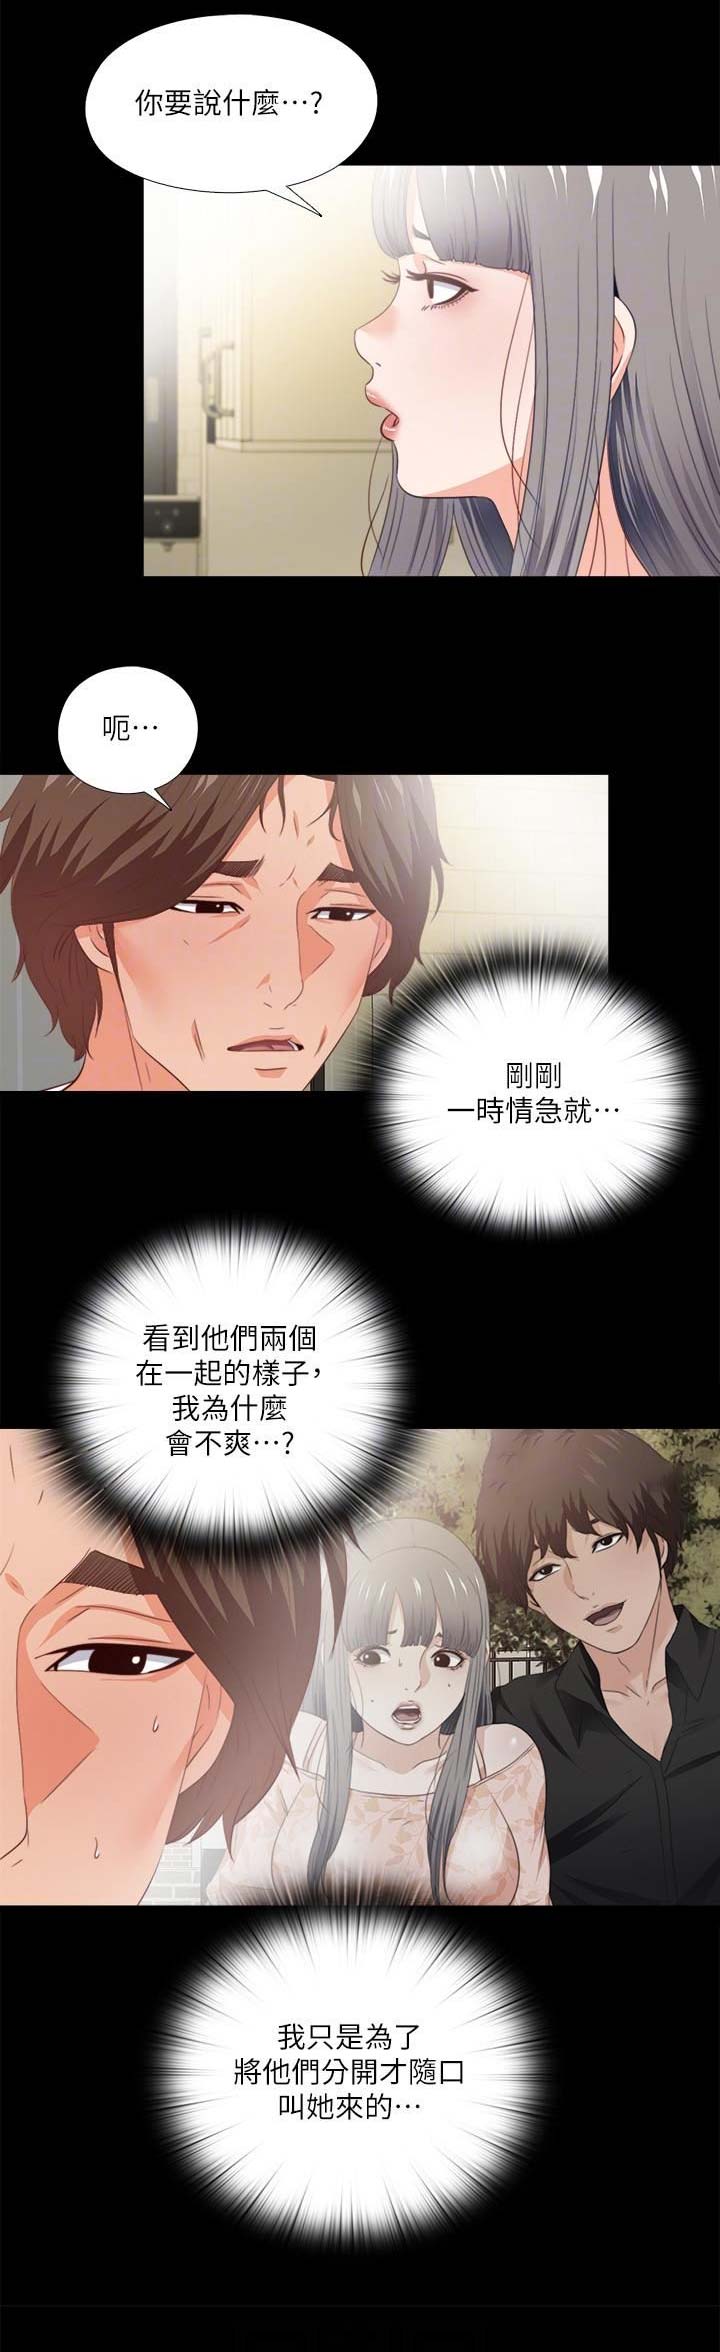 你要說什麼⋯?
呃⋯
剛剛
一時情急就⋯
看到他們兩個
在一起的樣子，
我為什麼
會不爽⋯?
我只是為了
將他們分開才隨口
叫她來的⋯